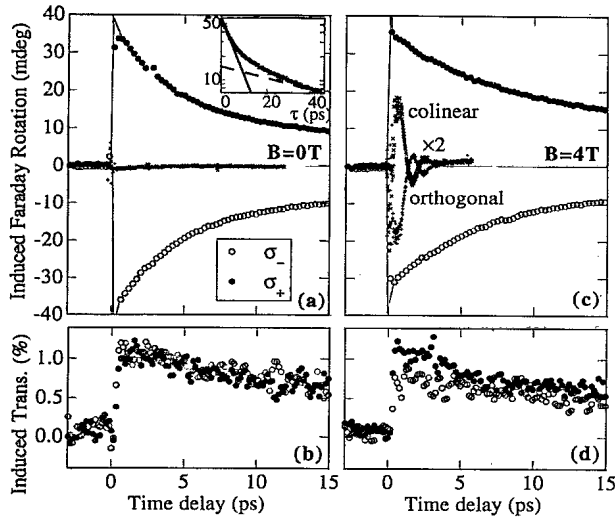 Induced Faraday Rotation (mdeg)
40
30
20
10
0
-10
-20
-30
-40
50
10
0 20 40
τ (ps)
B=0T
σ₋
σ₊
(a)
colinear
×2
B=4T
orthogonal
(c)
Induced Trans. (%)
1.0
0.5
0.0
(b)
(d)
0 5 10 15
0 5 10 15
Time delay (ps)
Time delay (ps)